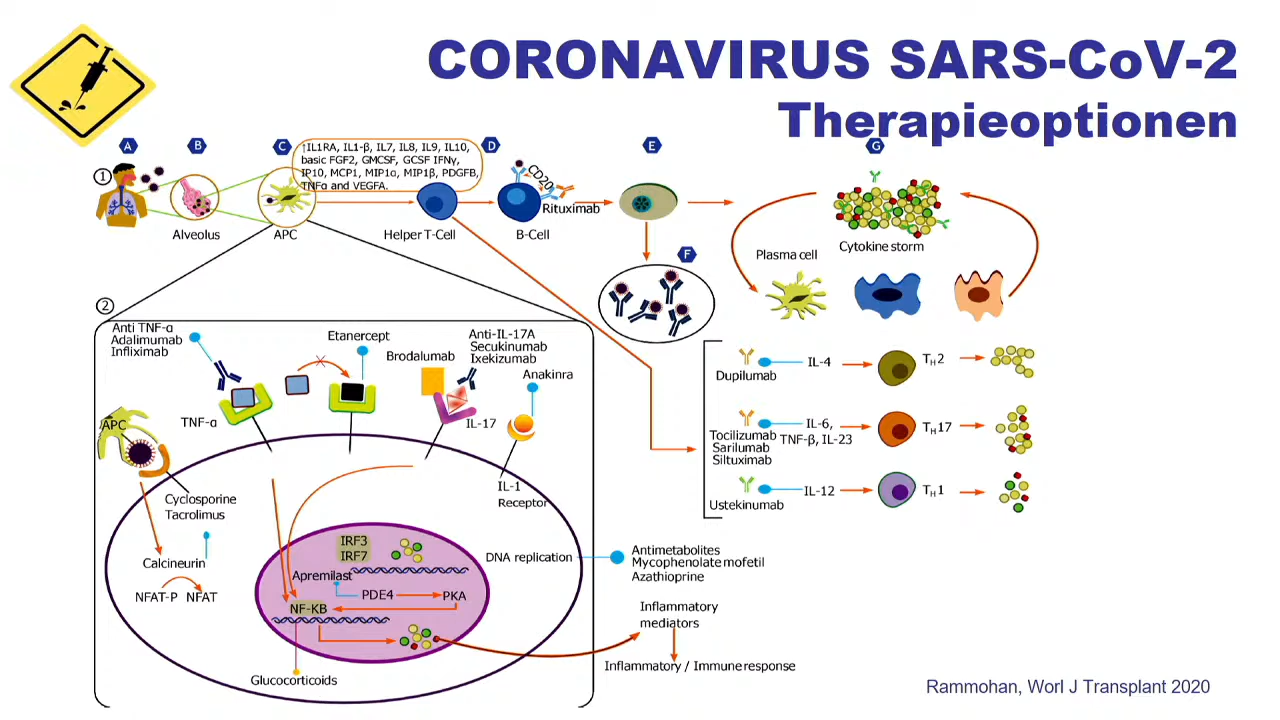 CORONAVIRUS SARS-CoV-2
Therapieoptionen
A
B
C
D
E
F
G
1
↑IL1RA, IL1-β, IL7, IL8, IL9, IL10,
basic FGF2, GMCSF, GCSF IFNγ,
IP10, MCP1, MIP1α, MIP1β, PDGFB,
TNFα and VEGFA.
CD20
Rituximab
Alveolus
APC
Helper T-Cell
B-Cell
Plasma cell
Cytokine storm
2
Anti TNF-α
Adalimumab
Infliximab
Etanercept
Brodalumab
Anti-IL-17A
Secukinumab
Ixekizumab
Anakinra
APC
TNF-α
IL-17
IL-1
Receptor
Cyclosporine
Tacrolimus
Calcineurin
NFAT-P NFAT
IRF3
IRF7
Apremilast
PDE4
PKA
NF-KB
Glucocorticoids
DNA replication
Antimetabolites
Mycophenolate mofetil
Azathioprine
Inflammatory
mediators
Inflammatory / Immune response
Dupilumab
IL-4
TH2
Tocilizumab
Sarilumab
Siltuximab
IL-6,
TNF-β, IL-23
TH17
Ustekinumab
IL-12
TH1
Rammohan, Worl J Transplant 2020